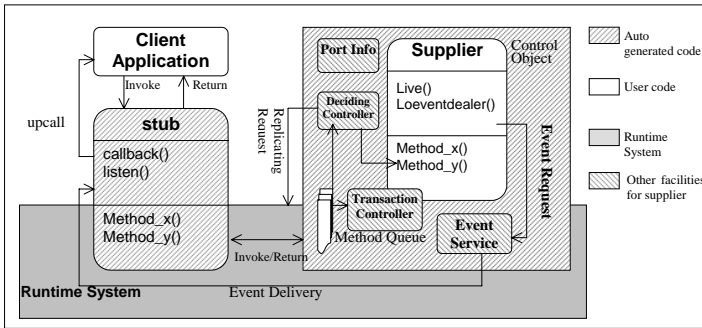 Client
Application
Invoke
Return
upcall
stub
callback()
listen()
Method_x()
Method_y()
Replicating
Request
Port Info
Supplier
Control
Object
Live()
Loeventdealer()
Deciding
Controller
Method_x()
Method_y()
Event Request
Transaction
Controller
Method Queue
Event
Service
Invoke/Return
Runtime System
Event Delivery
Auto
generated code
User code
Runtime
System
Other facilities
for supplier